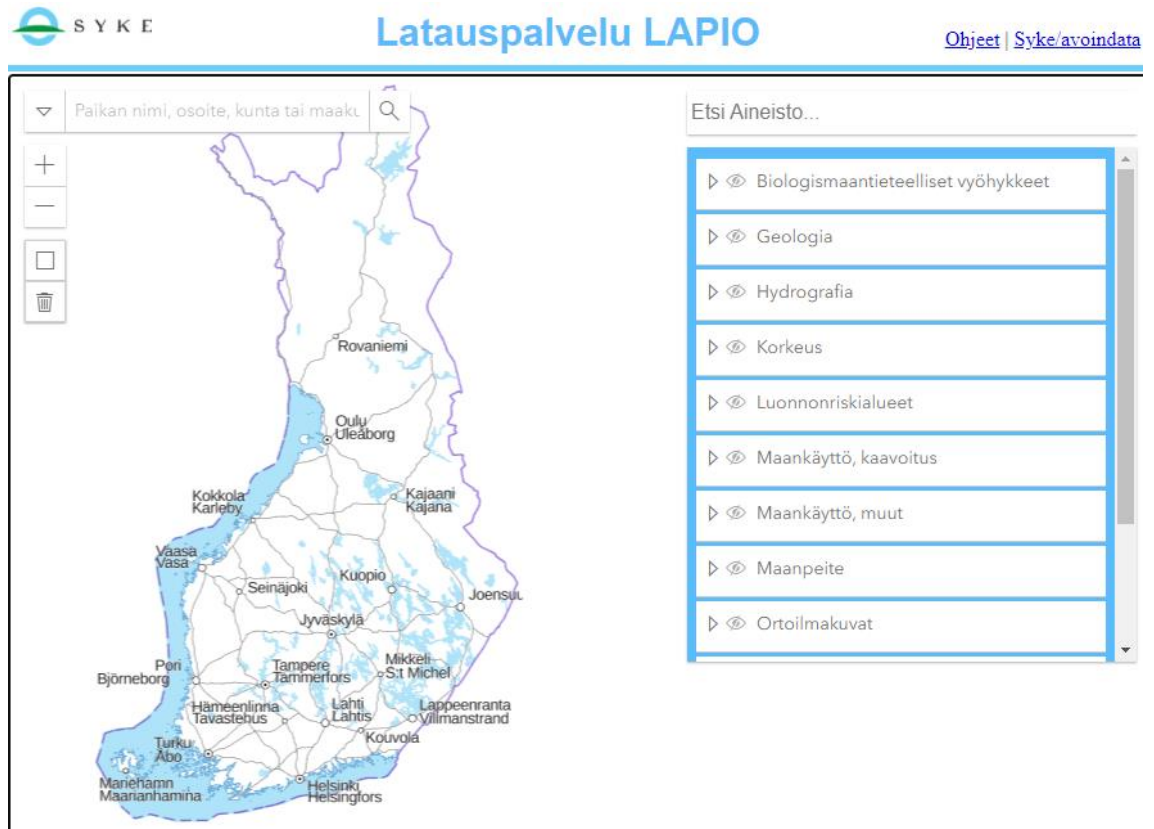 SYKE
Latauspalvelu LAPIO
Ohjeet | Syke/avoindata
Paikan nimi, osoite, kunta tai maaku
Etsi Aineisto...
Biologismaantieteelliset vyöhykkeet
Geologia
Hydrografia
Korkeus
Luonnonriskialueet
Maankäyttö, kaavoitus
Maankäyttö, muut
Maanpeite
Ortoilmakuvat
Rovaniemi
Oulu
Uleåborg
Kokkola
Karleby
Kajaani
Kajana
Vaasa
Vasa
Seinäjoki
Kuopio
Joensuu
Jyväskylä
Pori
Björneborg
Tampere
Tammerfors
Mikkeli
S:t Michel
Hämeenlinna
Tavastehus
Lahti
Lahtis
Lappeenranta
Villmanstrand
Kouvola
Turku
Åbo
Mariehamn
Maarianhamina
Helsinki
Helsingfors